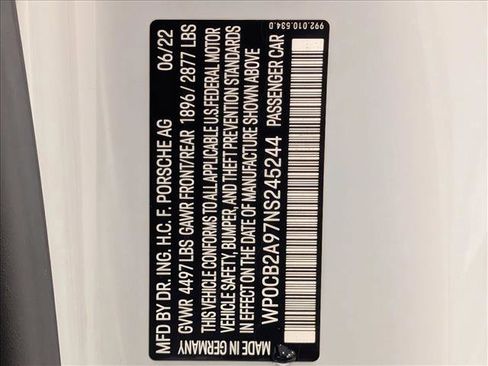 MFD BY DR. ING. H.C. F. PORSCHE AG 06/22
GVWR 4497 LBS GAWR FRONT/REAR 1896 / 2877 LBS
THIS VEHICLE CONFORMS TO ALL APPLICABLE U.S. FEDERAL MOTOR
VEHICLE SAFETY, BUMPER, AND THEFT PREVENTION STANDARDS
IN EFFECT ON THE DATE OF MANUFACTURE SHOWN ABOVE
MADE IN GERMANY
WP0CB2A97NS245244 PASSENGER CAR
992.010.534.D